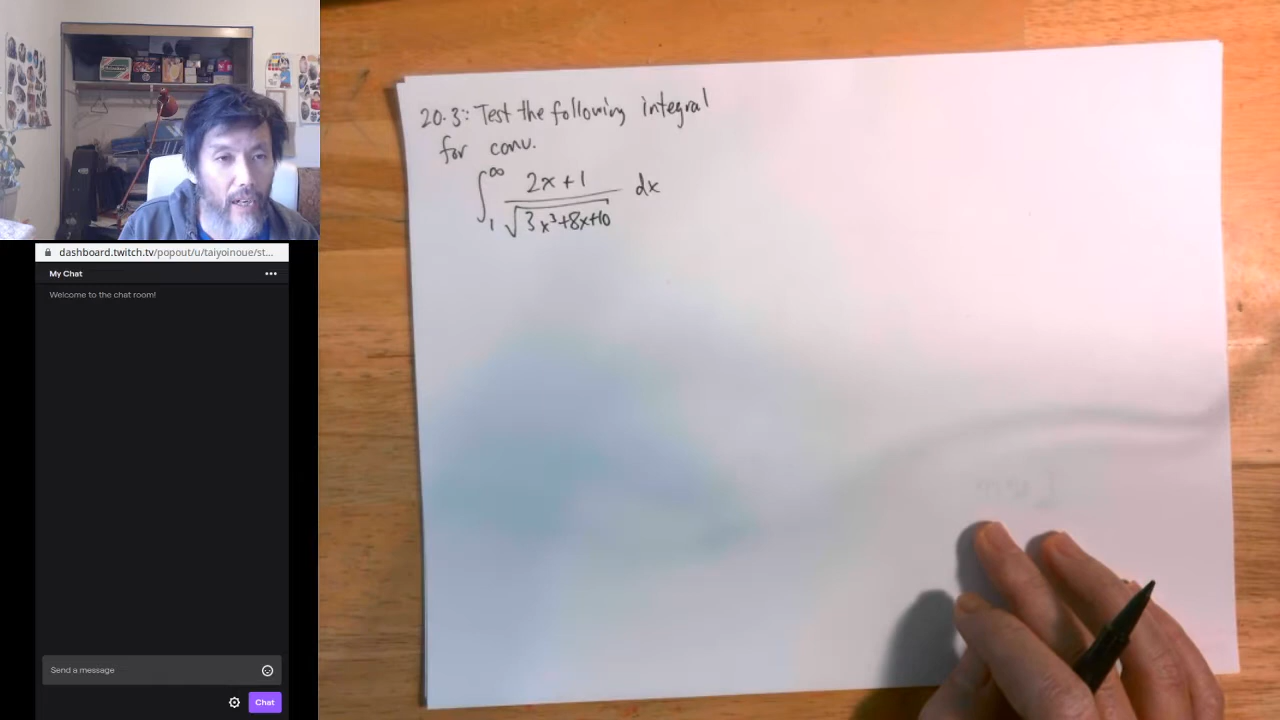 20.3: Test the following integral
for conv.
∫₁^∞ (2x+1)/√(3x³+8x+10) dx
dashboard.twitch.tv/popout/u/taiyoinoue/st...
My Chat
Welcome to the chat room!
Send a message
Chat